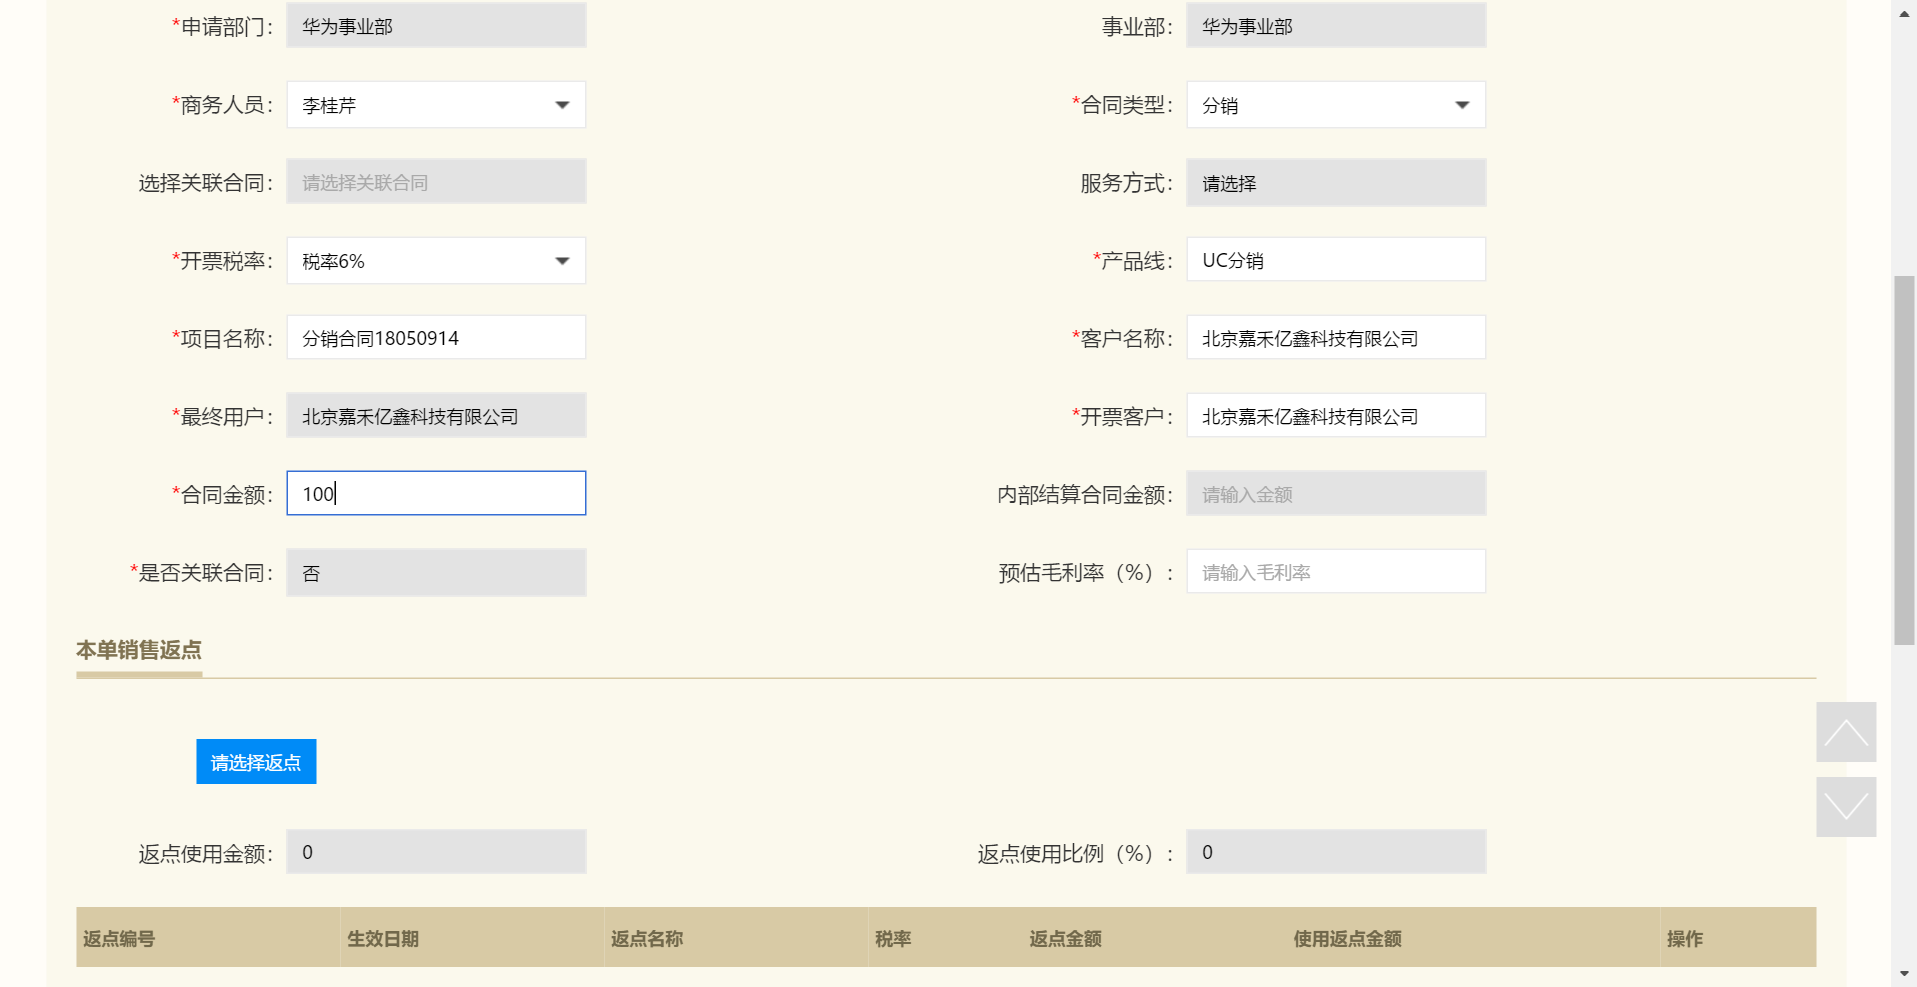 *申请部门： 华为事业部 事业部： 华为事业部
*商务人员： 李桂芹 *合同类型： 分销
选择关联合同： 请选择关联合同 服务方式： 请选择
*开票税率： 税率6% *产品线： UC分销
*项目名称： 分销合同18050914 *客户名称： 北京嘉禾亿鑫科技有限公司
*最终用户： 北京嘉禾亿鑫科技有限公司 *开票客户： 北京嘉禾亿鑫科技有限公司
*合同金额： 100 内部结算合同金额： 请输入金额
*是否关联合同： 否 预估毛利率（%）： 请输入毛利率
本单销售返点
请选择返点
返点使用金额： 0 返点使用比例（%）： 0
返点编号 生效日期 返点名称 税率 返点金额 使用返点金额 操作